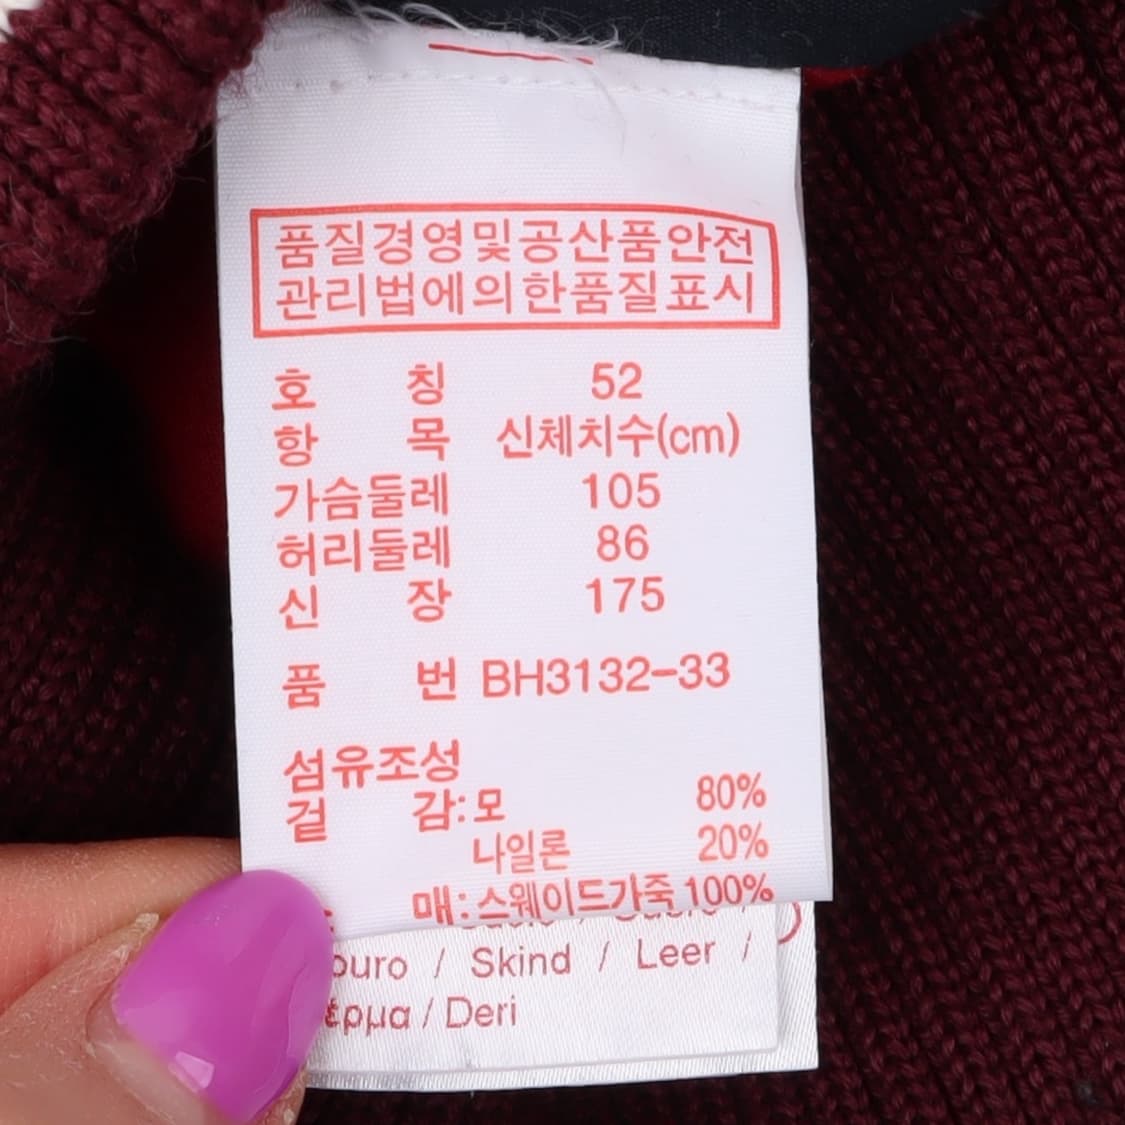 품질경영및공산품안전
관리법에의한품질표시
호 칭 52
항 목 신체치수(cm)
가슴둘레 105
허리둘레 86
신 장 175
품 번 BH3132-33
섬유조성
겉 감:모 80%
나일론 20%
매:스웨이드가죽 100%
/ Skind / Leer /
/ Deri